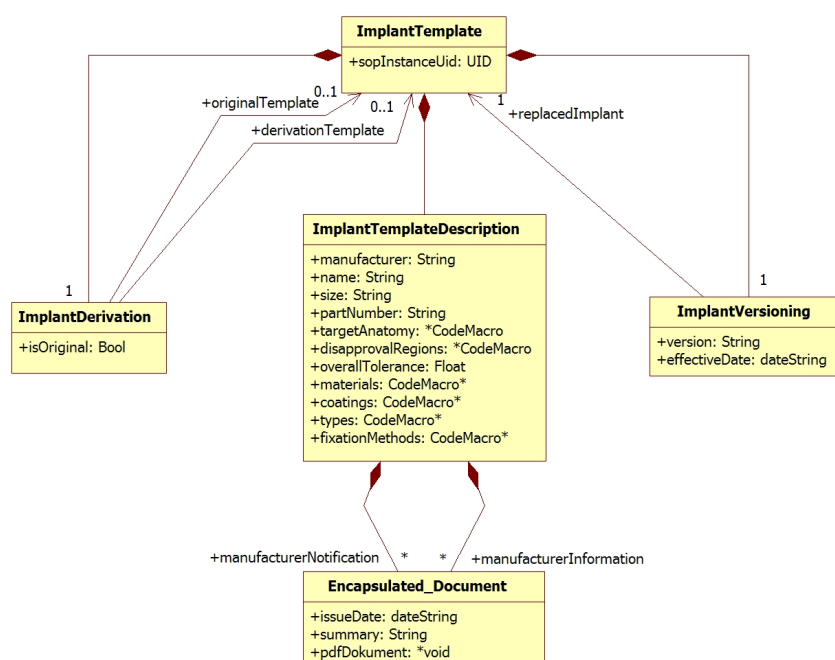 ImplantTemplate
+sopInstanceUid: UID
0..1
0..1
1
+originalTemplate
+replacedImplant
+derivationTemplate
ImplantTemplateDescription
+manufacturer: String
+name: String
+size: String
+partNumber: String
+targetAnatomy: *CodeMacro
+disapprovalRegions: *CodeMacro
+overallTolerance: Float
+materials: CodeMacro*
+coatings: CodeMacro*
+types: CodeMacro*
+fixationMethods: CodeMacro*
1
ImplantDerivation
+isOriginal: Bool
1
ImplantVersioning
+version: String
+effectiveDate: dateString
+manufacturerNotification
*
*
+manufacturerInformation
Encapsulated_Document
+issueDate: dateString
+summary: String
+pdfDokument: *void